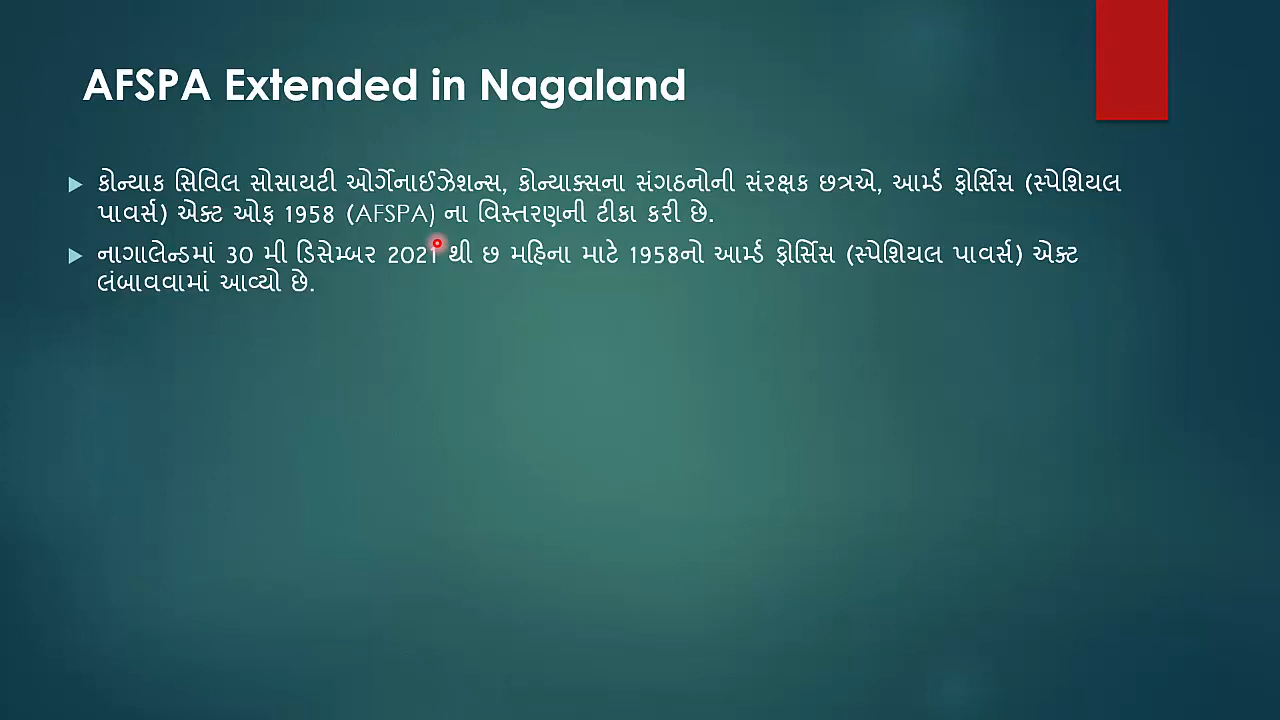 AFSPA Extended in Nagaland
કોન્યાક સિવિલ સોસાયટી ઓર્ગેનાઈઝેશન્સ, કોન્યાક્સના સંગઠનોની સંરક્ષક છત્રએ, આર્મ્ડ ફોર્સિસ (સ્પેશિયલ
પાવર્સ) એક્ટ ઓફ 1958 (AFSPA) ના વિસ્તરણની ટીકા કરી છે.
નાગાલેન્ડમાં 30 મી ડિસેમ્બર 2021 થી છ મહિના માટે 1958નો આર્મ્ડ ફોર્સિસ (સ્પેશિયલ પાવર્સ) એક્ટ
લંબાવવામાં આવ્યો છે.